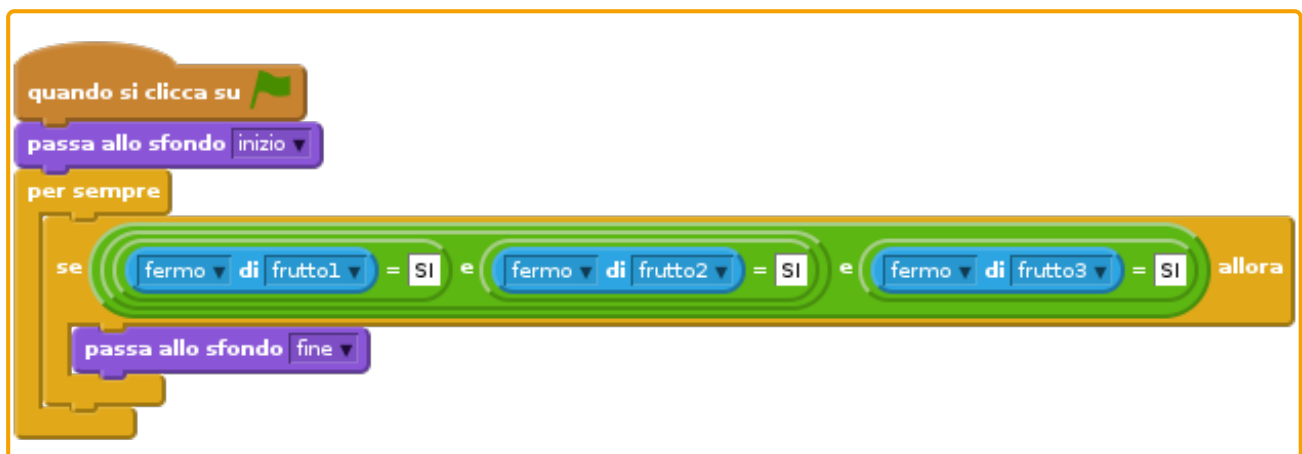 quando si clicca su
passa allo sfondo inizio
per sempre
se fermo di frutto1 = SI e fermo di frutto2 = SI e fermo di frutto3 = SI allora
passa allo sfondo fine